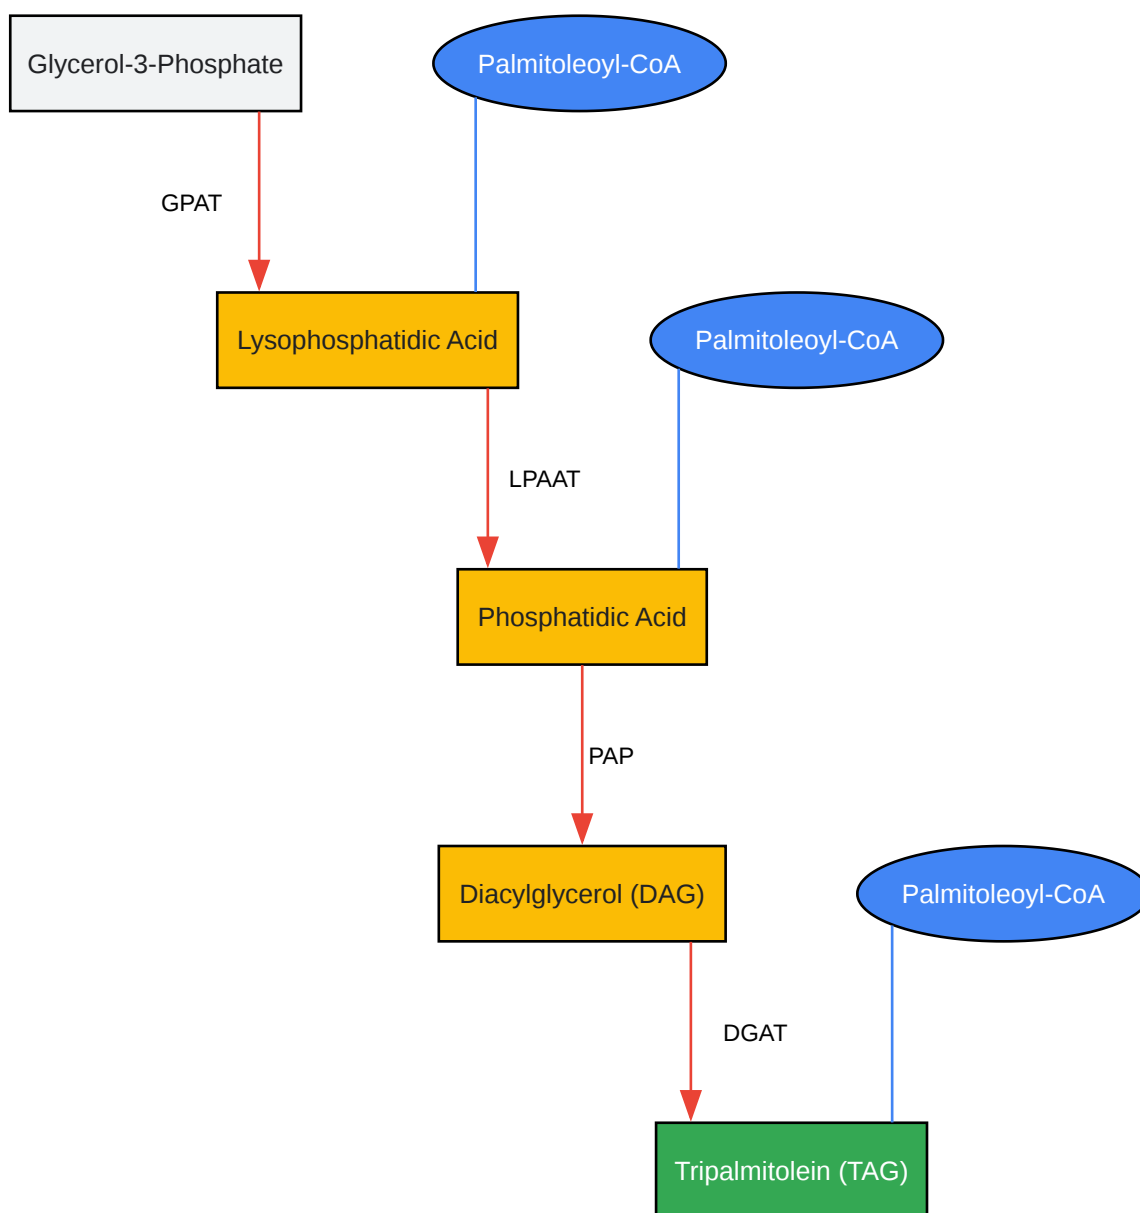 Glycerol-3-Phosphate
Palmitoleoyl-CoA
GPAT
Lysophosphatidic Acid
Palmitoleoyl-CoA
LPAAT
Phosphatidic Acid
PAP
Diacylglycerol (DAG)
Palmitoleoyl-CoA
DGAT
Tripalmitolein (TAG)